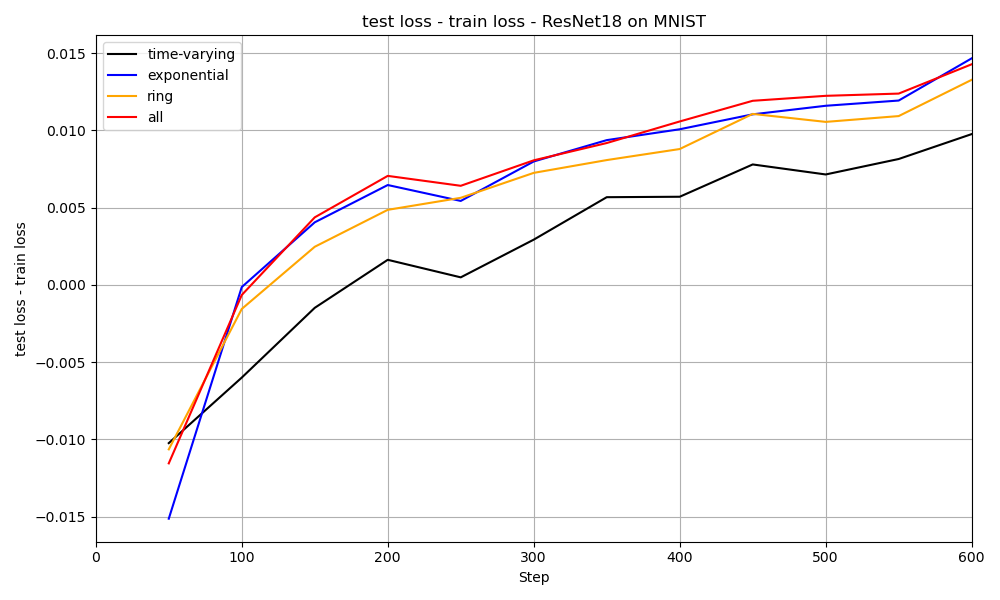 test loss - train loss - ResNet18 on MNIST
time-varying
exponential
ring
all
test loss - train loss
0.015
0.010
0.005
0.000
−0.005
−0.010
−0.015
0 100 200 300 400 500 600
Step